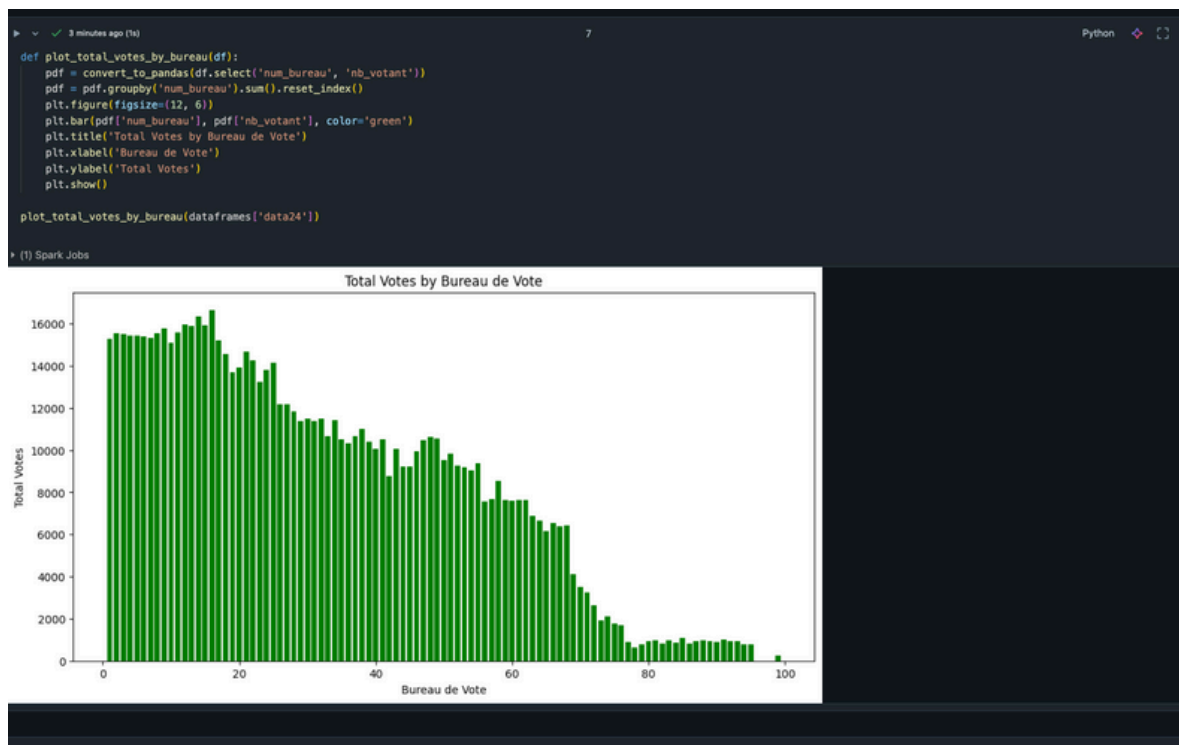 3 minutes ago (1s)
7
Python
def plot_total_votes_by_bureau(df):
    pdf = convert_to_pandas(df.select('num_bureau', 'nb_votant'))
    pdf = pdf.groupby('num_bureau').sum().reset_index()
    plt.figure(figsize=(12, 6))
    plt.bar(pdf['num_bureau'], pdf['nb_votant'], color='green')
    plt.title('Total Votes by Bureau de Vote')
    plt.xlabel('Bureau de Vote')
    plt.ylabel('Total Votes')
    plt.show()
plot_total_votes_by_bureau(dataframes['data24'])
(1) Spark Jobs
Total Votes by Bureau de Vote
Total Votes
16000
14000
12000
10000
8000
6000
4000
2000
0
0 20 40 60 80 100
Bureau de Vote